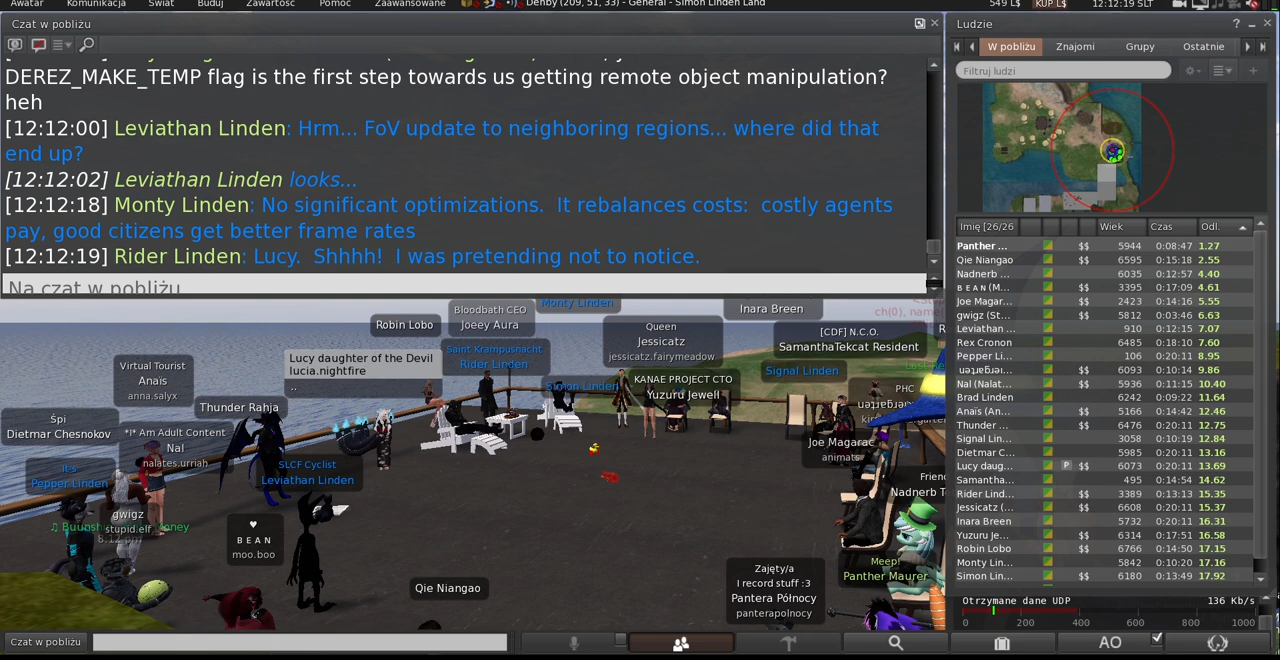 Awatar Komunikacja Świat Buduj Zawartość Pomoc Zaawansowane Denby (209, 51, 33) - General - Simon Linden Land 549 L$ KUP L$ 12:12:19 SLT
Czat w pobliżu
DEREZ_MAKE_TEMP flag is the first step towards us getting remote object manipulation?
heh
[12:12:00] Leviathan Linden: Hrm... FoV update to neighboring regions... where did that
end up?
[12:12:02] Leviathan Linden looks...
[12:12:18] Monty Linden: No significant optimizations.  It rebalances costs:  costly agents
pay, good citizens get better frame rates
[12:12:19] Rider Linden: Lucy.  Shhhh!  I was pretending not to notice.
Na czat w pobliżu
Monty Linden
Bloodbath CEO
Joeey Aura
Robin Lobo
Inara Breen
ch(0), name(
Queen
Jessicatz
jessicatz.fairymeadow
[CDF] N.C.O.
SamanthaTekcat Resident
Saint Krampusnacht
Rider Linden
Lucy daughter of the Devil
lucia.nightfire
..
Virtual Tourist
Anaïs
anna.salyx
Signal Linden
Simon Linden
KANAE PROJECT CTO
Yuzuru Jewell
PHC
Thunder Rahja
Śpi
Dietmar Chesnokov
*I* Am Adult Content
Nal
nalates.urriah
Joe Magarac
animats
It's
Pepper Linden
SLCF Cyclist
Leviathan Linden
Friend
Nadnerb T
gwigz
stupid.elf
♥
ʙ ᴇ ᴀ ɴ
moo.boo
Meep!
Panther Maurer
Zajęty/a
I record stuff :3
Pantera Północy
panterapolnocy
Qie Niangao
Czat w pobliżu
Ludzie
W pobliżu Znajomi Grupy Ostatnie
Filtruj ludzi
Imię [26/26 Wiek Czas Odl.
Panther ... $$ 5944 0:08:47 1.27
Qie Niangao $$ 6595 0:15:18 2.55
Nadnerb ... 6035 0:12:57 4.40
ʙ ᴇ ᴀ ɴ (M... $$ 3395 0:17:09 4.61
Joe Magar... $$ 2423 0:14:16 5.55
gwigz (St... $$ 5812 0:03:46 6.63
Leviathan ... 910 0:12:15 7.07
Rex Cronon 6485 0:18:10 7.60
Pepper Li... 106 0:20:11 8.95
$$ 6093 0:10:14 9.86
Nal (Nalat... $$ 5936 0:11:15 10.40
Brad Linden 6242 0:09:22 11.64
Anaïs (An... $$ 5166 0:14:42 12.46
Thunder ... $$ 6476 0:20:11 12.75
Signal Lin... 3058 0:10:19 12.84
Dietmar C... 5985 0:20:11 13.16
Lucy daug... P $$ 6073 0:20:11 13.69
Samantha... 495 0:14:54 14.62
Rider Lind... $$ 3389 0:13:13 15.35
Jessicatz (... $$ 6608 0:20:11 15.37
Inara Breen 5732 0:20:11 16.31
Yuzuru Je... $$ 6314 0:17:51 16.58
Robin Lobo $$ 6766 0:14:50 17.15
Monty Lin... 5842 0:10:20 17.16
Simon Lin... $$ 6180 0:13:49 17.92
Otrzymane dane UDP 136 Kb/s
0 200 400 600 800 1000
AO